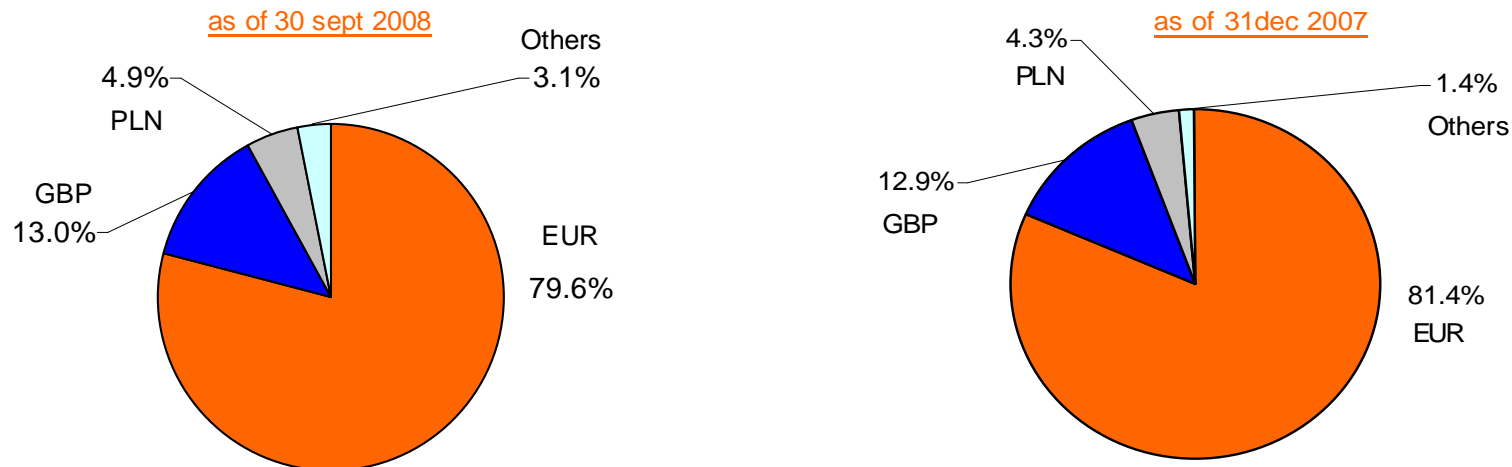 as of 30 sept 2008
Others
3.1%
4.9%
PLN
GBP
13.0%
EUR
79.6%
as of 31dec 2007
4.3%
PLN
1.4%
Others
12.9%
GBP
81.4%
EUR